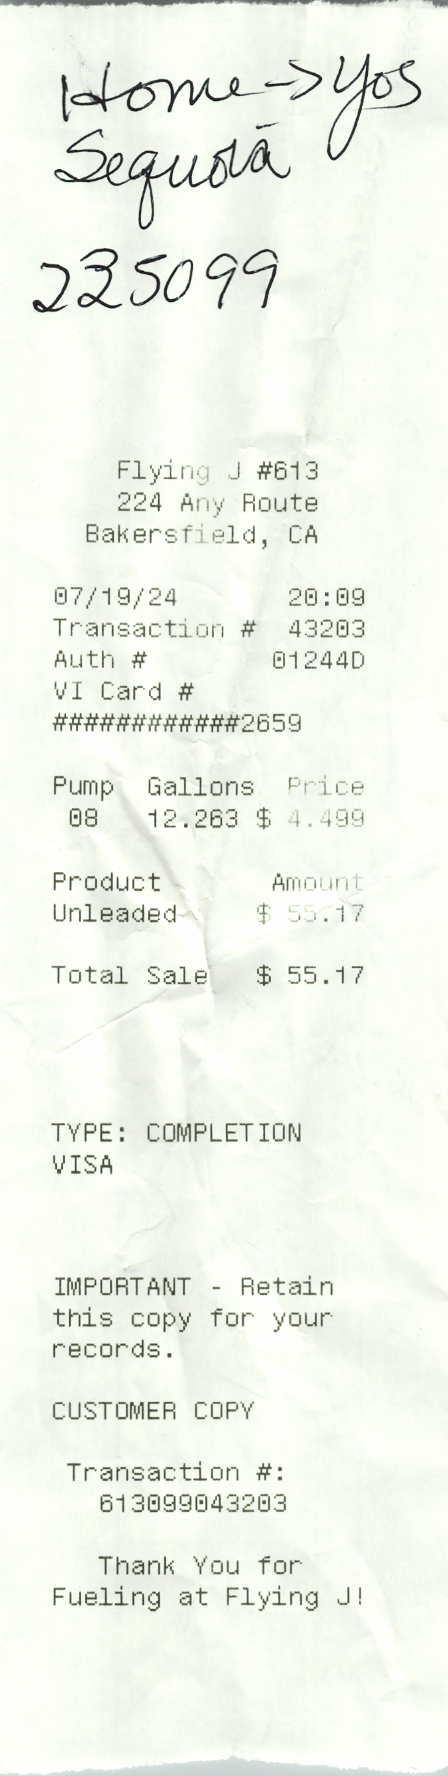 Home -> Yos
Sequoia
235099
Flying J #613
224 Any Route
Bakersfield, CA
07/19/24 20:09
Transaction # 43203
Auth # 01244D
VI Card #
############2659
Pump Gallons Price
08 12.263 $ 4.499
Product Amount
Unleaded $ 55.17
Total Sale $ 55.17
TYPE: COMPLETION
VISA
IMPORTANT - Retain
this copy for your
records.
CUSTOMER COPY
Transaction #:
613099043203
Thank You for
Fueling at Flying J!